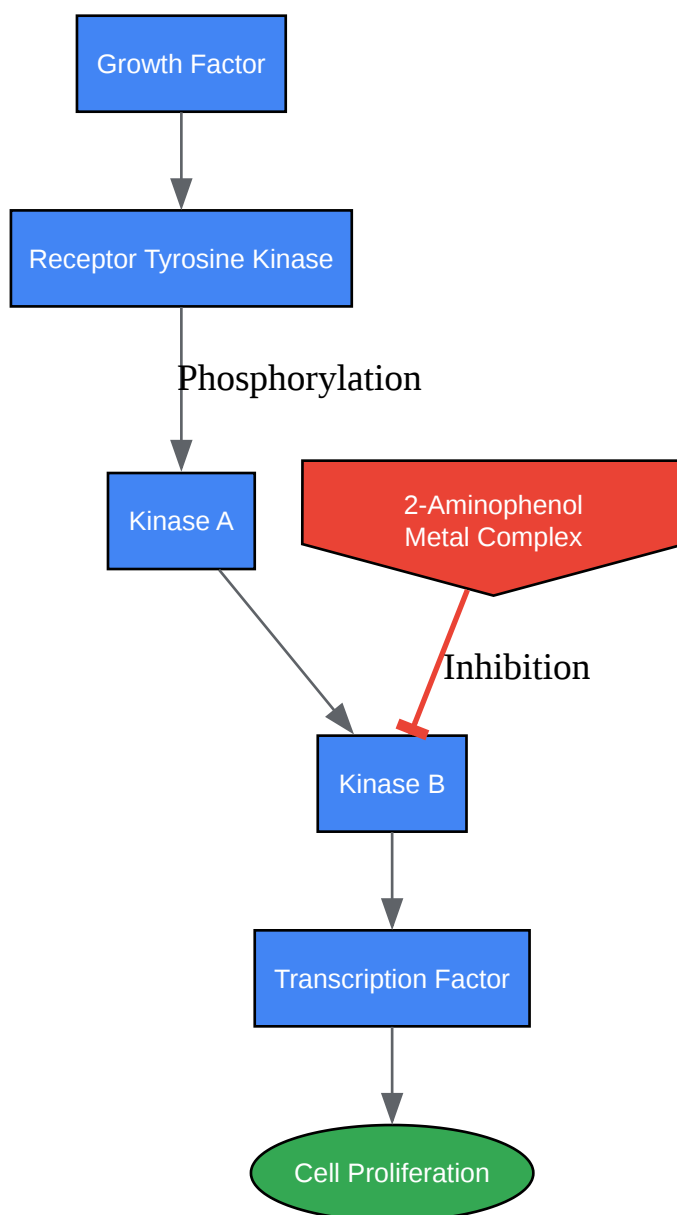 Growth Factor
Receptor Tyrosine Kinase
Phosphorylation
Kinase A
2-Aminophenol
Metal Complex
Inhibition
Kinase B
Transcription Factor
Cell Proliferation